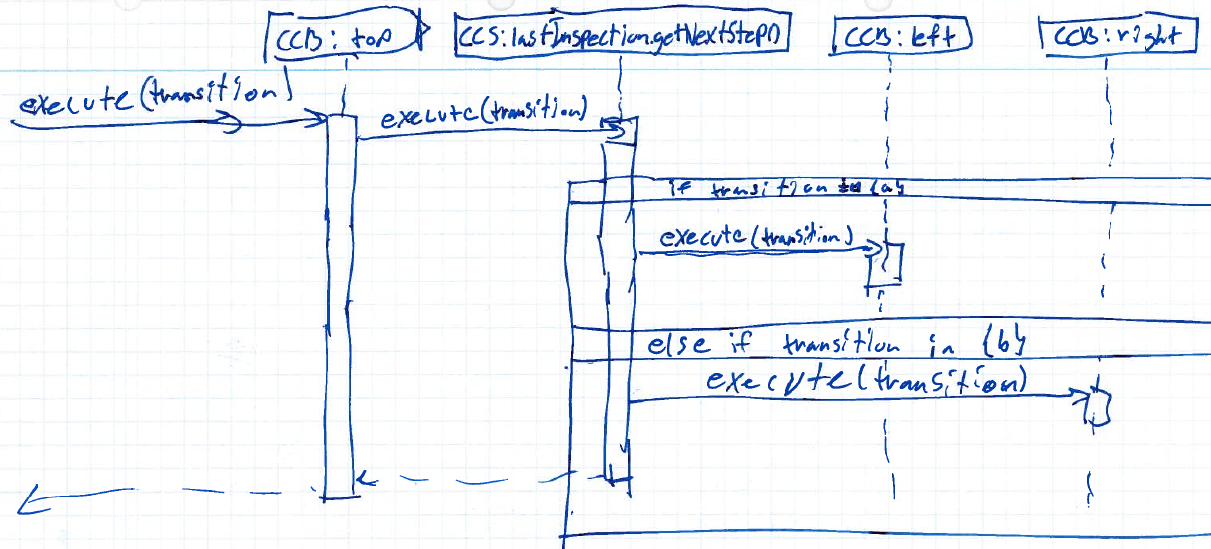 CCB: top
CCS:lastInspection.getNextStep()
CCB: left
CCB: right
execute(transition)
execute(transition)
if transition in {a}
execute(transition)
else if transition in {b}
execute(transition)